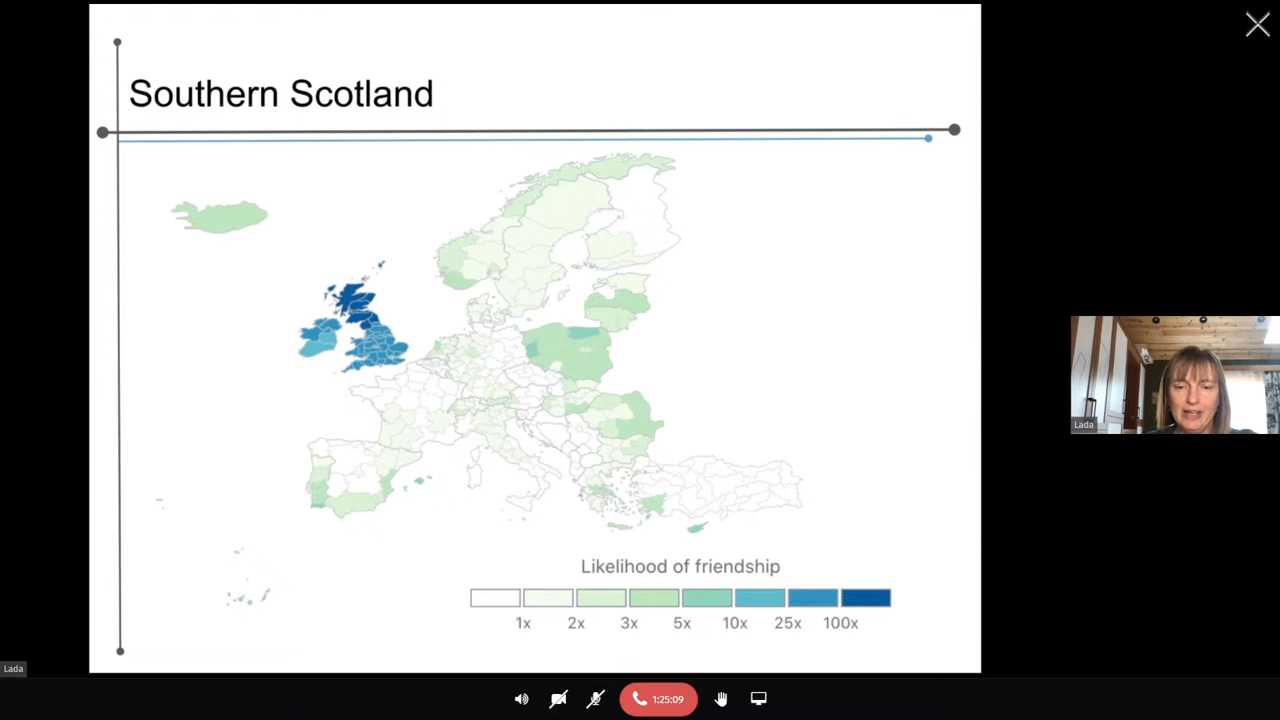 Southern Scotland
Likelihood of friendship
1x 2x 3x 5x 10x 25x 100x
Lada
Lada
1:25:09